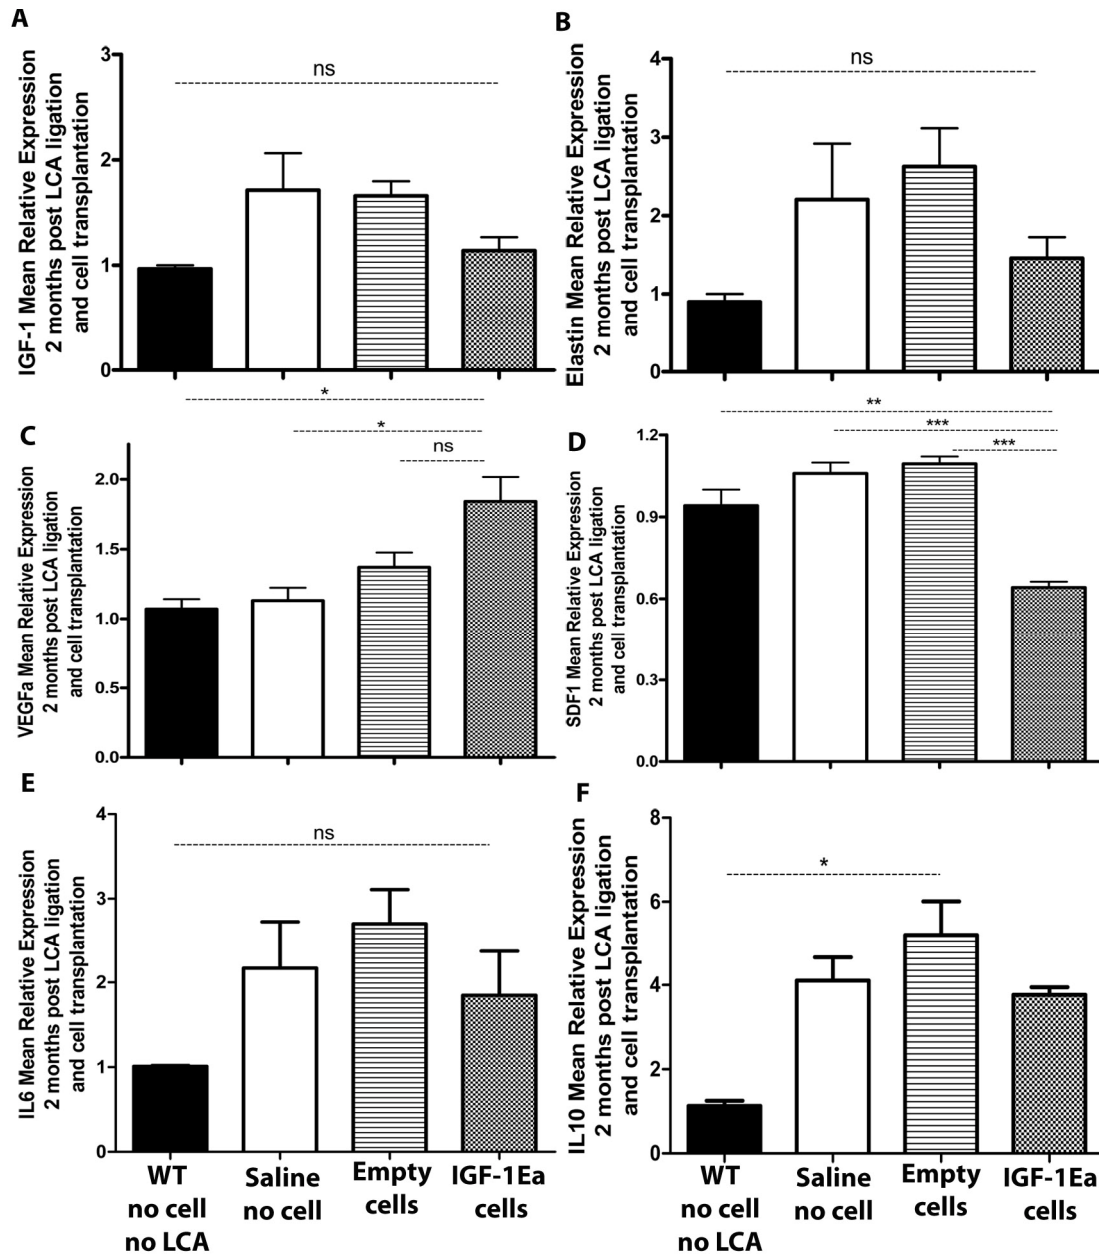 A
IGF-1 Mean Relative Expression
2 months post LCA ligation
and cell transplantation
3
2
1
0
ns
B
Elastin Mean Relative Expression
2 months post LCA ligation
and cell transplantation
4
3
2
1
0
ns
C
VEGFa Mean Relative Expression
2 months post LCA ligation
and cell transplantation
2.0
1.5
1.0
0.5
0.0
*
*
ns
D
SDF1 Mean Relative Expression
2 months post LCA ligation
and cell transplantation
1.2
0.9
0.6
0.3
0.0
**
***
***
E
IL6 Mean Relative Expression
2 months post LCA ligation
and cell transplantation
4
3
2
1
0
ns
WT
no cell
no LCA
Saline
no cell
Empty
cells
IGF-1Ea
cells
F
IL10 Mean Relative Expression
2 months post LCA ligation
and cell transplantation
8
6
4
2
0
*
WT
no cell
no LCA
Saline
no cell
Empty
cells
IGF-1Ea
cells